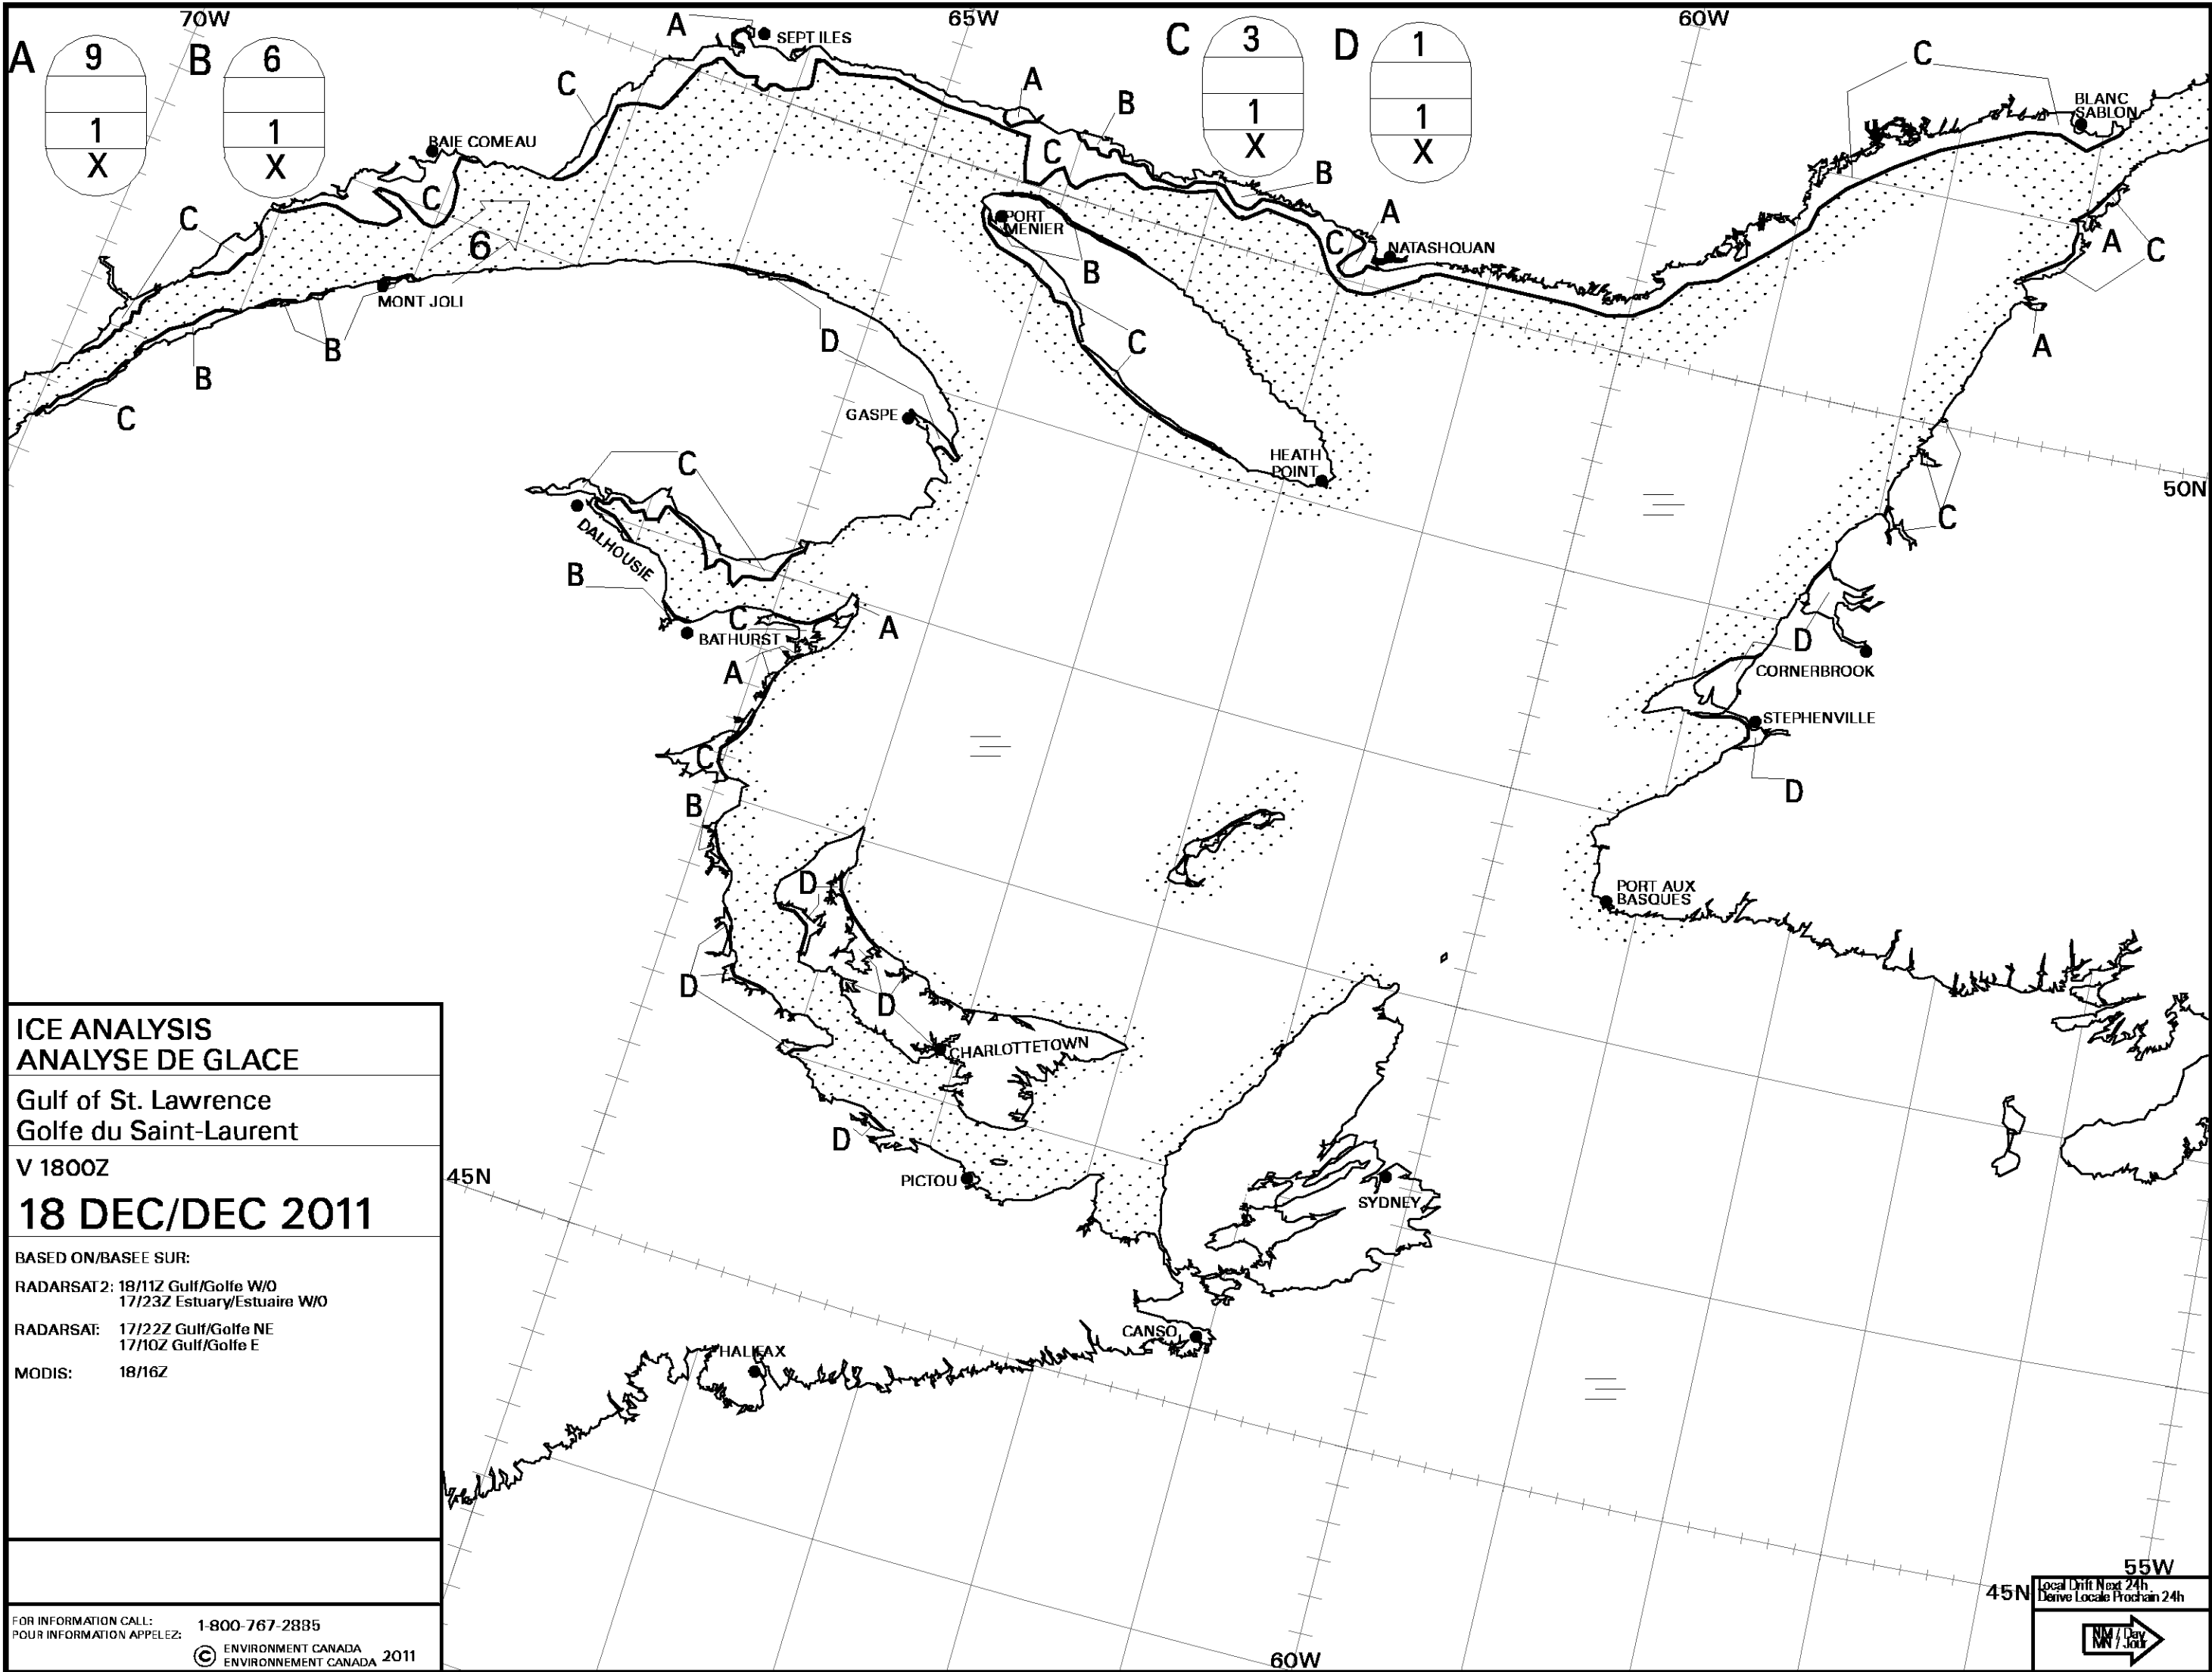 70W
65W
60W
A
9
1
X
B
6
1
X
C
3
1
X
D
1
1
X
A
SEPT ILES
C
A
B
C
BLANC
SABLON
BAIE COMEAU
C
C
B
C
PORT
MENIER
A
C
NATASHQUAN
6
B
A
C
MONT JOLI
D
C
A
B
B
C
GASPE
HEATH
POINT
C
50N
C
DALHOUSIE
B
C
BATHURST
A
A
D
CORNERBROOK
STEPHENVILLE
C
D
B
D
PORT AUX
BASQUES
D
D
CHARLOTTETOWN
D
PICTOU
45N
SYDNEY
CANSO
HALIFAX
ICE ANALYSIS
ANALYSE DE GLACE
Gulf of St. Lawrence
Golfe du Saint-Laurent
V 1800Z
18 DEC/DEC 2011
BASED ON/BASEE SUR:
RADARSAT2: 18/11Z Gulf/Golfe W/O
17/23Z Estuary/Estuaire W/O
RADARSAT: 17/22Z Gulf/Golfe NE
17/10Z Gulf/Golfe E
MODIS: 18/16Z
FOR INFORMATION CALL: 1-800-767-2885
POUR INFORMATION APPELEZ:
© ENVIRONMENT CANADA
ENVIRONNEMENT CANADA 2011
55W
45N
Local Drift Next 24h
Derive Locale Prochain 24h
NM / Day
MN / Jour
60W